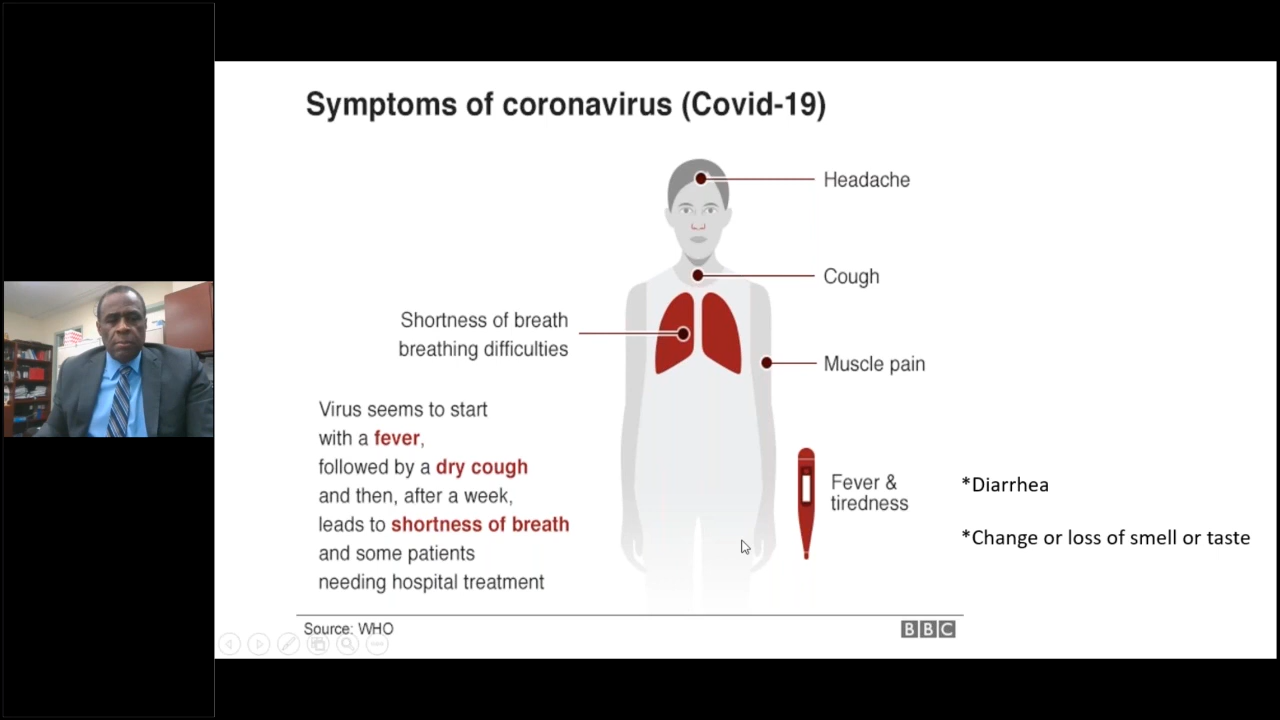 Symptoms of coronavirus (Covid-19)
Headache
Cough
Shortness of breath
breathing difficulties
Muscle pain
Virus seems to start
with a fever,
followed by a dry cough
and then, after a week,
leads to shortness of breath
and some patients
needing hospital treatment
Fever &
tiredness
*Diarrhea
*Change or loss of smell or taste
Source: WHO
BBC